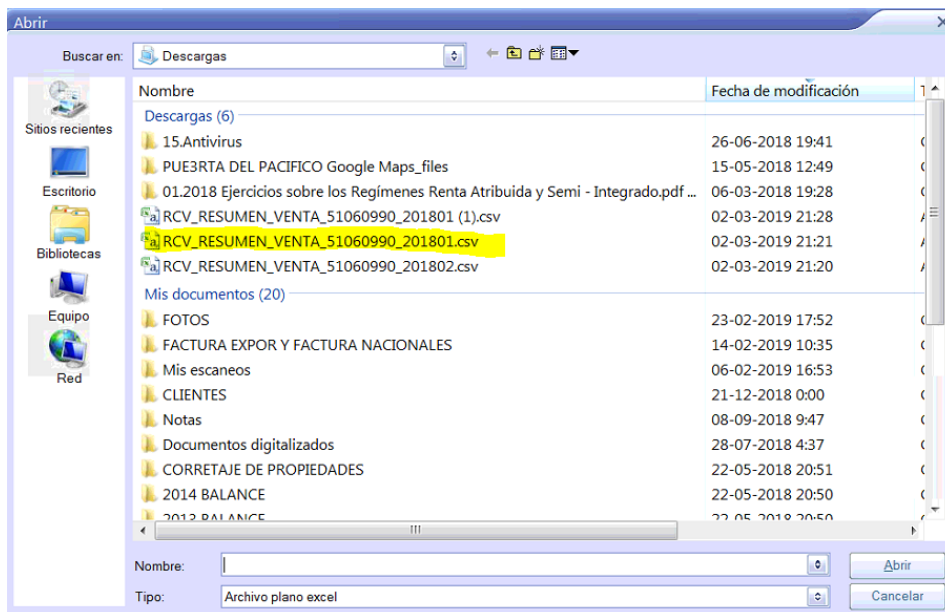 Abrir
Buscar en: Descargas
Nombre Fecha de modificación
Sitios recientes
Escritorio
Bibliotecas
Equipo
Red
Descargas (6)
15.Antivirus 26-06-2018 19:41
PUE3RTA DEL PACIFICO Google Maps_files 15-05-2018 12:49
01.2018 Ejercicios sobre los Regímenes Renta Atribuida y Semi - Integrado.pdf ... 06-03-2018 19:28
RCV_RESUMEN_VENTA_51060990_201801 (1).csv 02-03-2019 21:28
RCV_RESUMEN_VENTA_51060990_201801.csv 02-03-2019 21:21
RCV_RESUMEN_VENTA_51060990_201802.csv 02-03-2019 21:20
Mis documentos (20)
FOTOS 23-02-2019 17:52
FACTURA EXPOR Y FACTURA NACIONALES 14-02-2019 10:35
Mis escaneos 06-02-2019 16:53
CLIENTES 21-12-2018 0:00
Notas 08-09-2018 9:47
Documentos digitalizados 28-07-2018 4:37
CORRETAJE DE PROPIEDADES 22-05-2018 20:51
2014 BALANCE 22-05-2018 20:50
2013 BALANCE 22-05-2018 20:50
Nombre: Abrir
Tipo: Archivo plano excel Cancelar